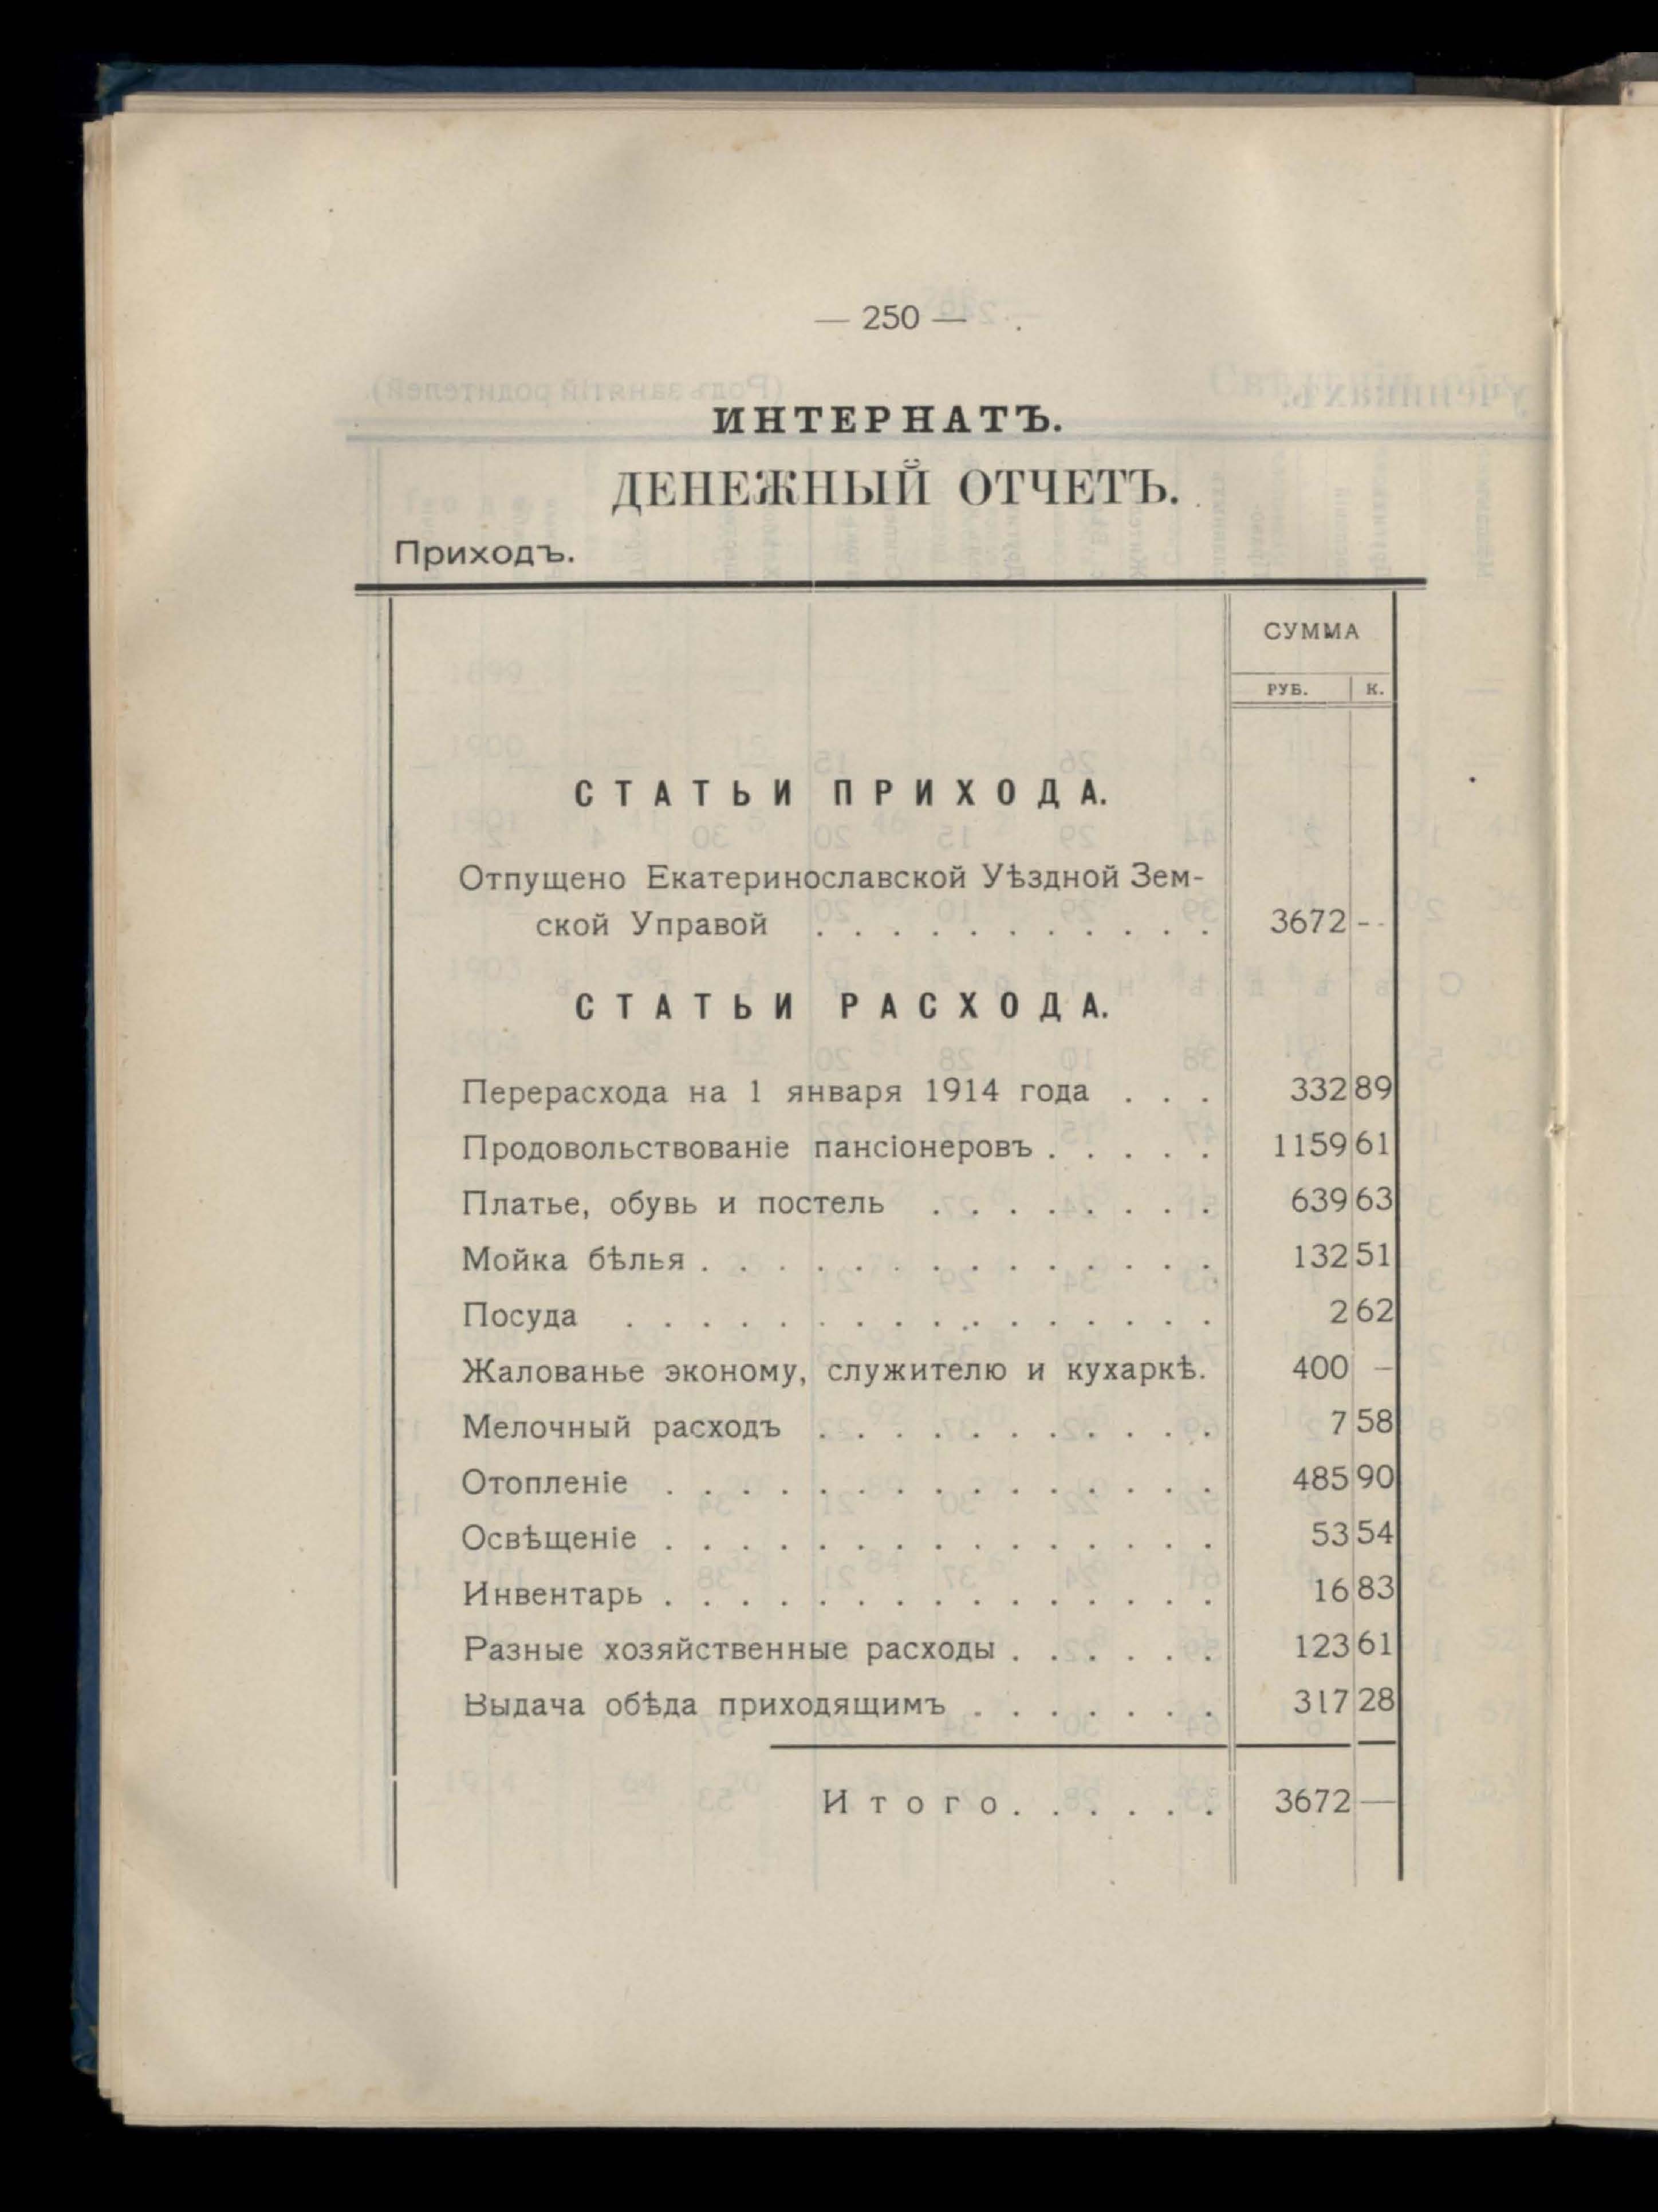 — 250 —
ИНТЕРНАТЪ.
ДЕНЕЖНЫЙ ОТЧЕТЪ.
Приходъ.
СУММА
РУБ. К.
СТАТЬИ ПРИХОДА.
Отпущено Екатеринославской Уѣздной Зем-
ской Управой . . . . . . . . . . . 3672 —
СТАТЬИ РАСХОДА.
Перерасхода на 1 января 1914 года . . . 332 89
Продовольствованіе пансіонеровъ . . . . . 1159 61
Платье, обувь и постель . . . . . . . . 639 63
Мойка бѣлья . . . . . . . . . . . . . . 132 51
Посуда . . . . . . . . . . . . . . . . 2 62
Жалованье эконому, служителю и кухаркѣ. 400 —
Мелочный расходъ . . . . . . . . . . . 7 58
Отопленіе . . . . . . . . . . . . . . . 485 90
Освѣщеніе . . . . . . . . . . . . . . . 53 54
Инвентарь . . . . . . . . . . . . . . . 16 83
Разные хозяйственные расходы . . . . . . 123 61
Выдача обѣда приходящимъ . . . . . . . 317 28
Итого . . . . . . 3672 —